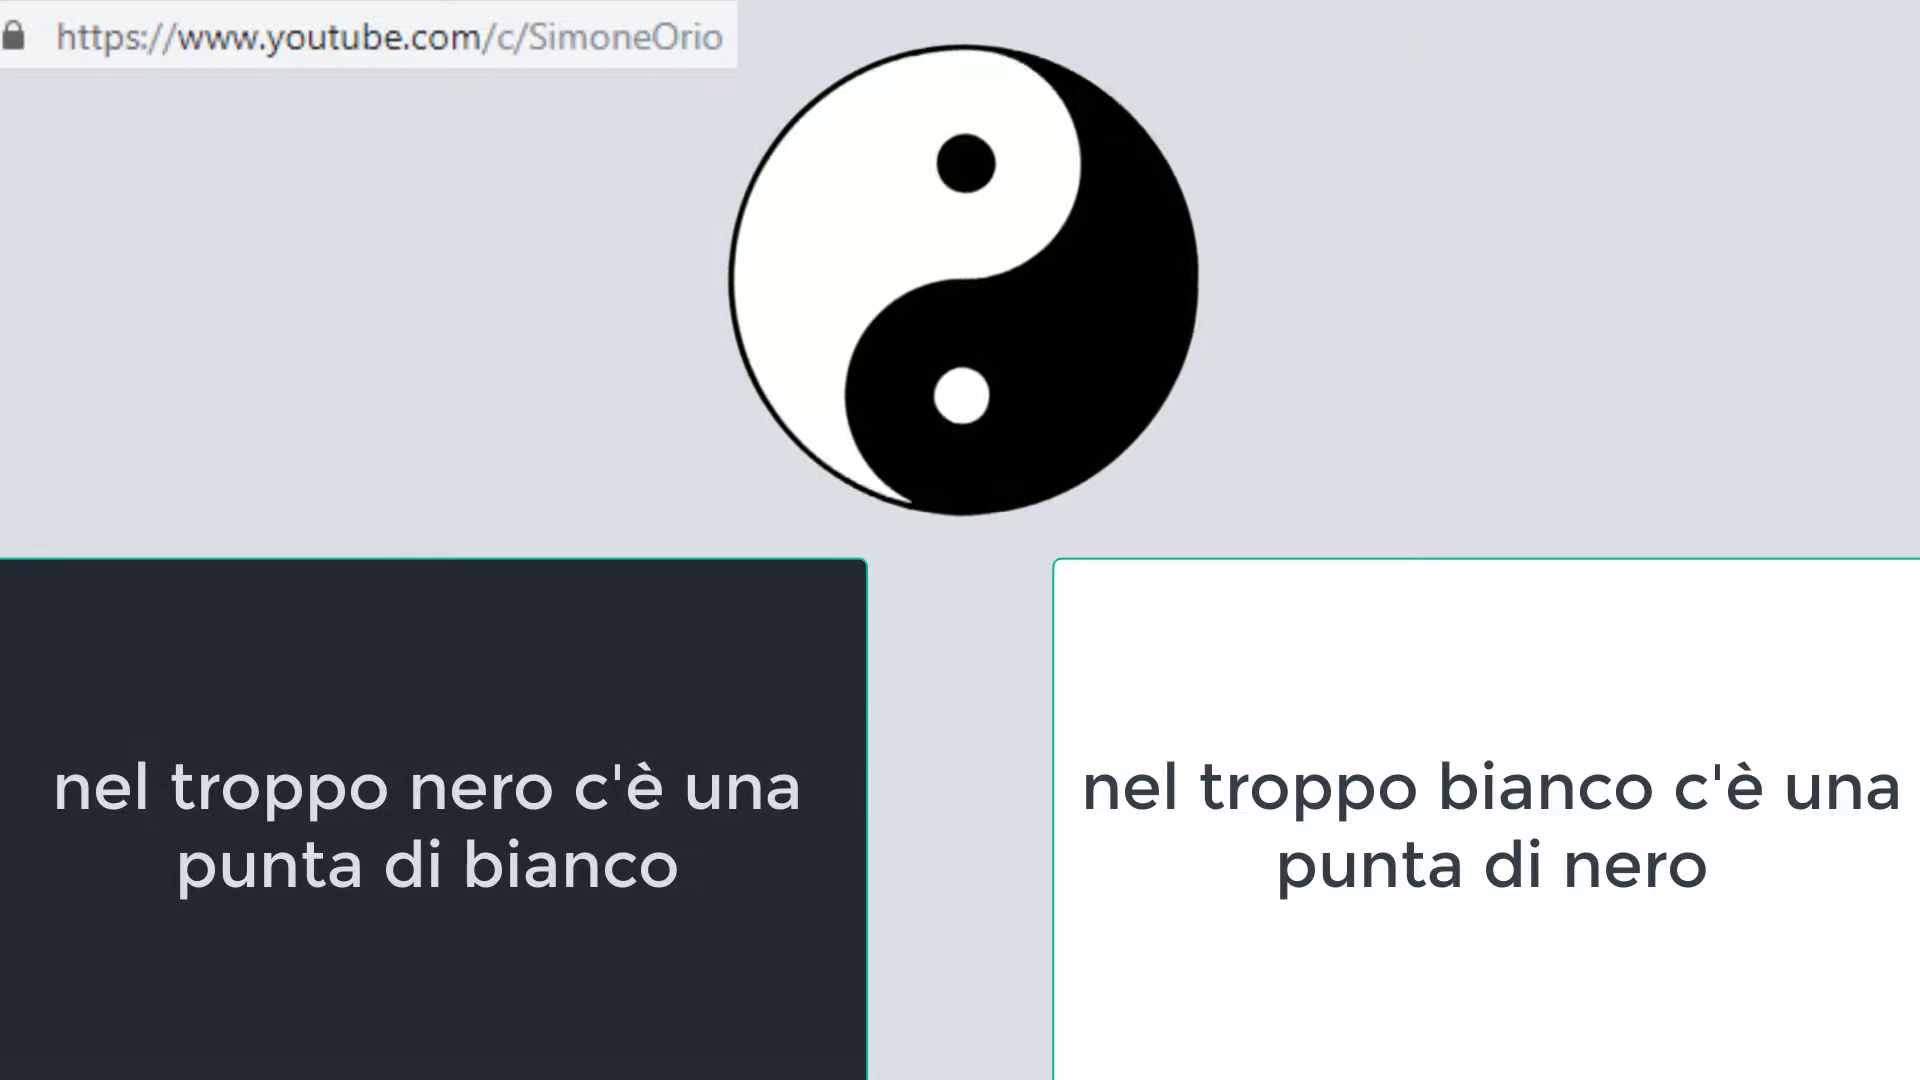 https://www.youtube.com/c/SimoneOrio
nel troppo nero c'è una
punta di bianco
nel troppo bianco c'è una
punta di nero